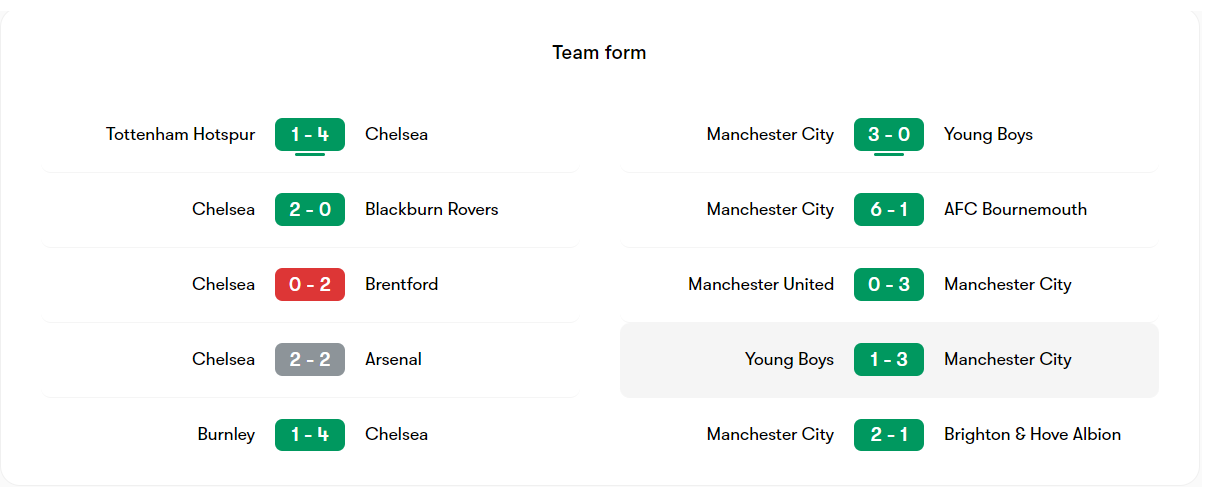 Team form
Tottenham Hotspur 1 - 4 Chelsea
Chelsea 2 - 0 Blackburn Rovers
Chelsea 0 - 2 Brentford
Chelsea 2 - 2 Arsenal
Burnley 1 - 4 Chelsea
Manchester City 3 - 0 Young Boys
Manchester City 6 - 1 AFC Bournemouth
Manchester United 0 - 3 Manchester City
Young Boys 1 - 3 Manchester City
Manchester City 2 - 1 Brighton & Hove Albion